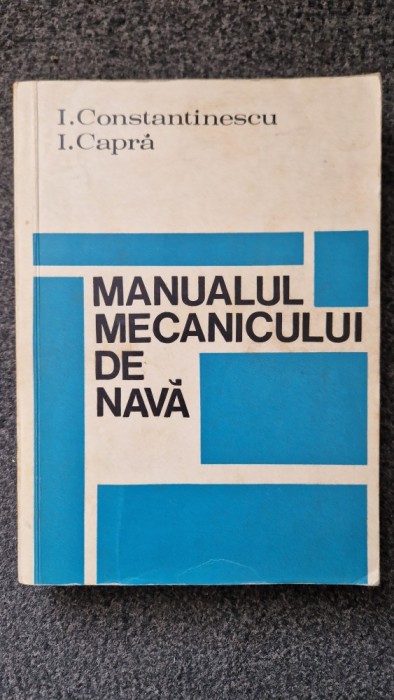 I.Constantinescu
I.Capră
MANUALUL
MECANICULUI
DE
NAVĂ